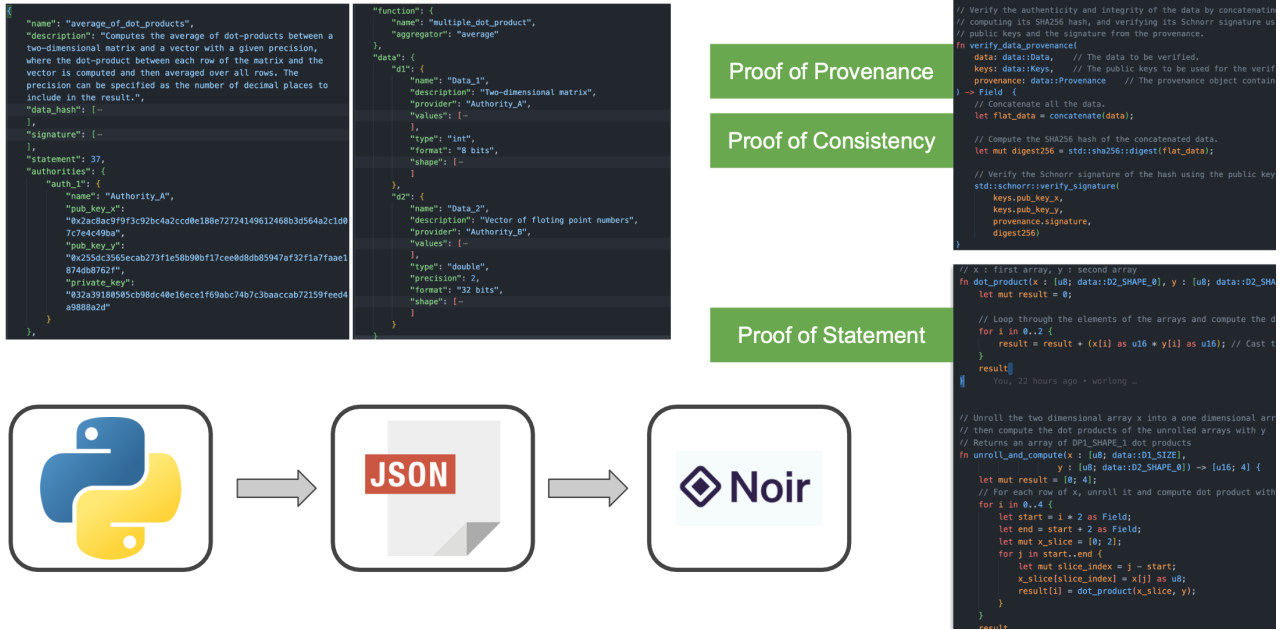 {
"name": "average_of_dot_products",
"description": "Computes the average of dot-products between a
two-dimensional matrix and a vector with a given precision,
where the dot-product between each row of the matrix and the
vector is computed and then averaged over all rows. The
precision can be specified as the number of decimal places to
include in the result.",
"data_hash": [–
],
"signature": [–
],
"statement": 37,
"authorities": {
"auth_1": {
"name": "Authority_A",
"pub_key_x":
"0x2ac8ac9f9f3c92bc4a2ccd0e188e72724149612468b3d564a2c1d0
7c7e4c49ba",
"pub_key_y":
"0x255dc3565ecab273f1e58b90bf17cee0d8db85947af32f1a7faae1
874db8762f",
"private_key":
"032a39180505cb98dc40e16ece1f69abc74b7c3baaccab72159feed4
a9888a2d"
}
},
"function": {
"name": "multiple_dot_product",
"aggregator": "average"
},
"data": {
"d1": {
"name": "Data_1",
"description": "Two-dimensional matrix",
"provider": "Authority_A",
"values": [–
],
"type": "int",
"format": "8 bits",
"shape": [–
]
},
"d2": {
"name": "Data_2",
"description": "Vector of floting point numbers",
"provider": "Authority_B",
"values": [–
],
"type": "double",
"precision": 2,
"format": "32 bits",
"shape": [–
]
}
}
Proof of Provenance
Proof of Consistency
Proof of Statement
// Verify the authenticity and integrity of the data by concatenating
// computing its SHA256 hash, and verifying its Schnorr signature us
// public keys and the signature from the provenance.
fn verify_data_provenance(
data: data::Data, // The data to be verified.
keys: data::Keys, // The public keys to be used for the verif
provenance: data::Provenance // The provenance object contain
) -> Field {
// Concatenate all the data.
let flat_data = concatenate(data);
// Compute the SHA256 hash of the concatenated data.
let mut digest256 = std::sha256::digest(flat_data);
// Verify the Schnorr signature of the hash using the public key
std::schnorr::verify_signature(
keys.pub_key_x,
keys.pub_key_y,
provenance.signature,
digest256)
}
// x : first array, y : second array
fn dot_product(x : [u8; data::D2_SHAPE_0], y : [u8; data::D2_SHA
let mut result = 0;
// Loop through the elements of the arrays and compute the d
for i in 0..2 {
result = result + (x[i] as u16 * y[i] as u16); // Cast t
}
result
} You, 22 hours ago • worlong …
// Unroll the two dimensional array x into a one dimensional arr
// then compute the dot products of the unrolled arrays with y
// Returns an array of DP1_SHAPE_1 dot products
fn unroll_and_compute(x : [u8; data::D1_SIZE],
y : [u8; data::D2_SHAPE_0]) -> [u16; 4] {
let mut result = [0; 4];
// For each row of x, unroll it and compute dot product with
for i in 0..4 {
let start = i * 2 as Field;
let end = start + 2 as Field;
let mut x_slice = [0; 2];
for j in start..end {
let mut slice_index = j - start;
x_slice[slice_index] = x[j] as u8;
result[i] = dot_product(x_slice, y);
}
}
result
JSON
Noir